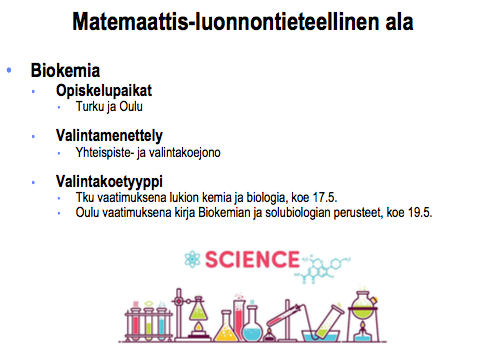 Matemaattis-luonnontieteellinen ala
• Biokemia
• Opiskelupaikat
• Turku ja Oulu
• Valintamenettely
• Yhteispiste- ja valintakoejono
• Valintakoetyyppi
• Tku vaatimuksena lukion kemia ja biologia, koe 17.5.
• Oulu vaatimuksena kirja Biokemian ja solubiologian perusteet, koe 19.5.
SCIENCE